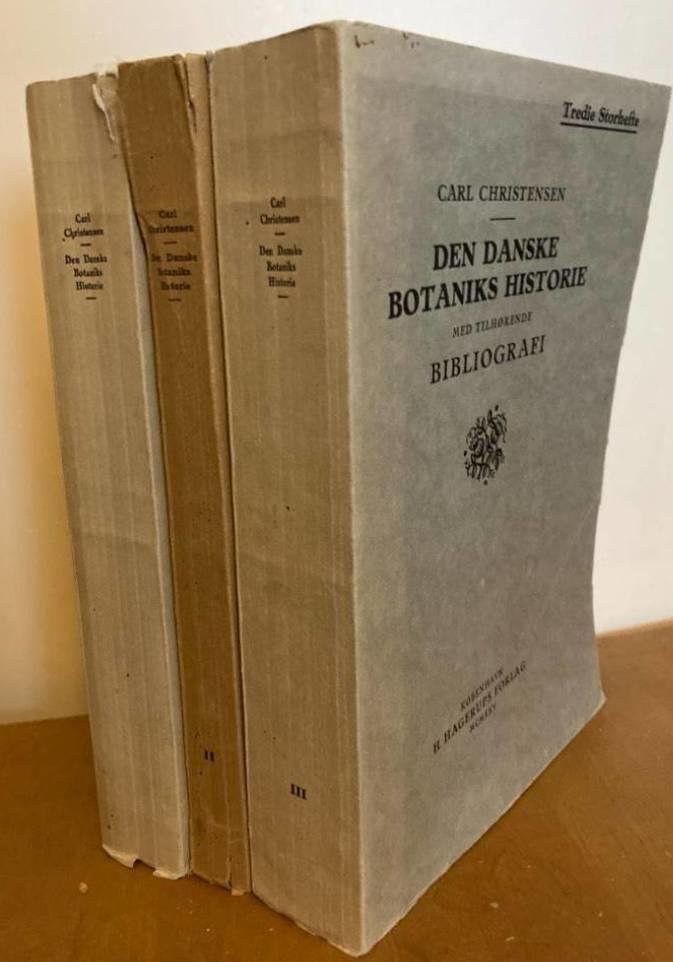 Carl
Christensen
Den Danske
Botaniks
Historie
Carl
Christensen
Den Danske
Botaniks
Historie
II
Carl
Christensen
Den Danske
Botaniks
Historie
III
Tredie Storhefte
CARL CHRISTENSEN
DEN DANSKE
BOTANIKS HISTORIE
MED TILHØRENDE
BIBLIOGRAFI
KØBENHAVN
H. HAGERUPS FORLAG
MCMXXV